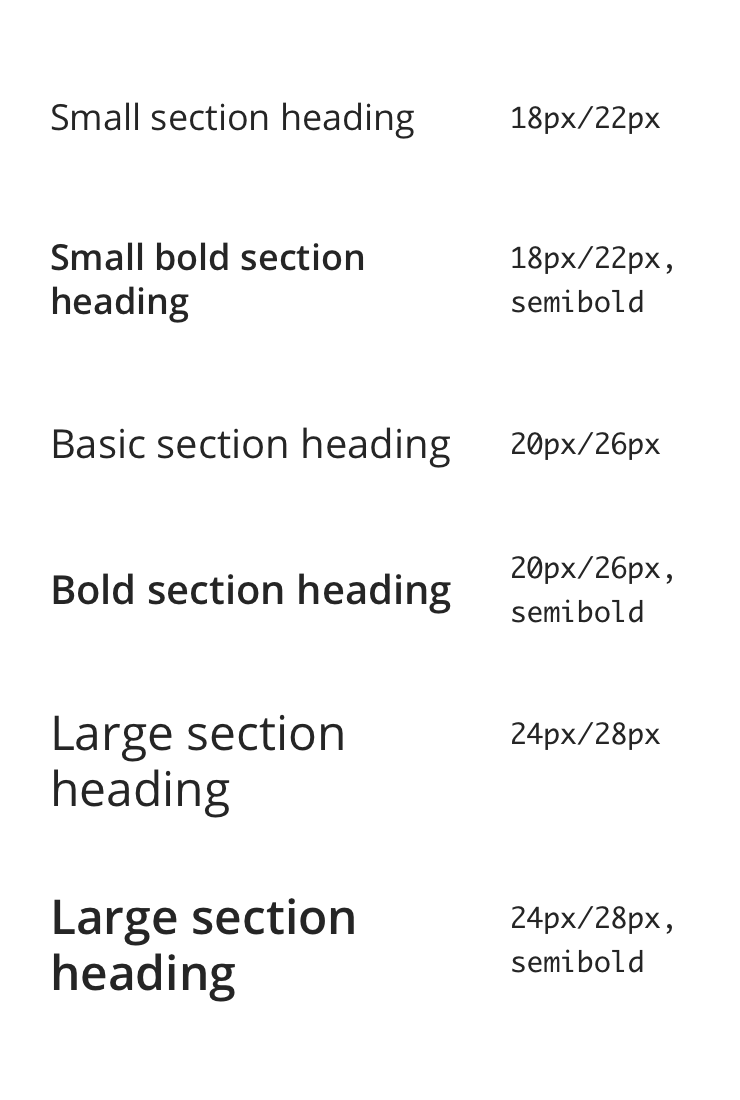 Small section heading 18px/22px
Small bold section 18px/22px,
heading semibold
Basic section heading 20px/26px
20px/26px,
Bold section heading
semibold
Large section 24px/28px
heading
Large section 24px/28px,
heading semibold